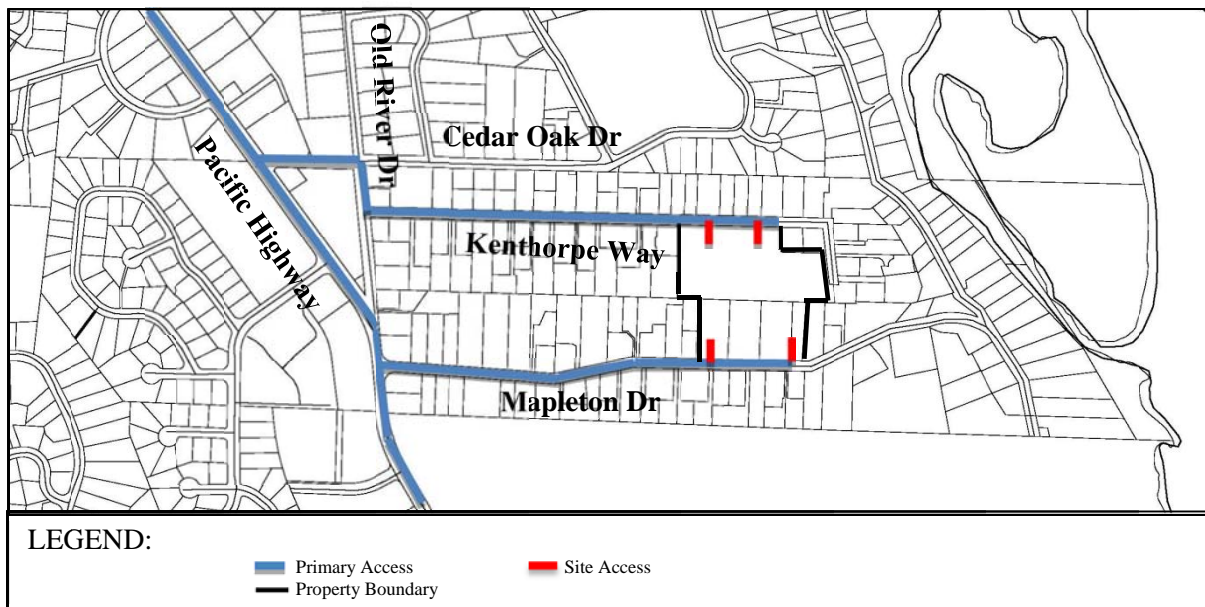 Old River Dr
Cedar Oak Dr
Pacific Highway
Kenthorpe Way
Mapleton Dr
LEGEND:
Primary Access
Site Access
Property Boundary